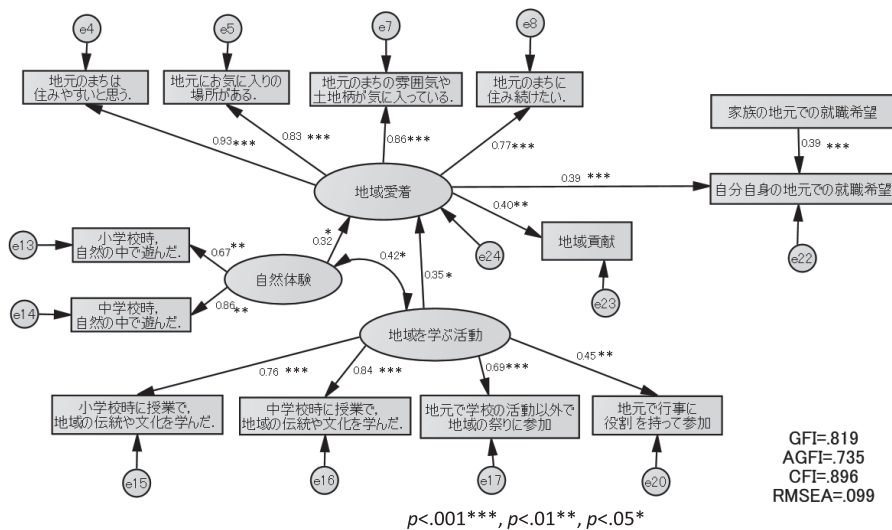 e4
e5
e7
e8
地元のまちは
住みやすいと思う.
地元にお気に入りの
場所がある.
地元のまちの雰囲気や
土地柄が気に入っている.
地元のまちに
住み続けたい.
家族の地元での就職希望
0.93***
0.83 ***
0.86***
0.77***
0.39 ***
地域愛着
0.39 ***
自分自身の地元での就職希望
0.40**
e13
小学校時,
自然の中で遊んだ.
0.67**
*
0.32
e24
地域貢献
e22
自然体験
0.42*
0.35*
e14
中学校時,
自然の中で遊んだ.
0.86**
e23
地域を学ぶ活動
0.76 ***
0.84 ***
0.69***
0.45**
小学校時に授業で,
地域の伝統や文化を学んだ.
中学校時に授業で,
地域の伝統や文化を学んだ.
地元で学校の活動以外で
地域の祭りに参加
地元で行事に
役割を持って参加
e15
e16
e17
e20
GFI=.819
AGFI=.735
CFI=.896
RMSEA=.099
p<.001***, p<.01**, p<.05*